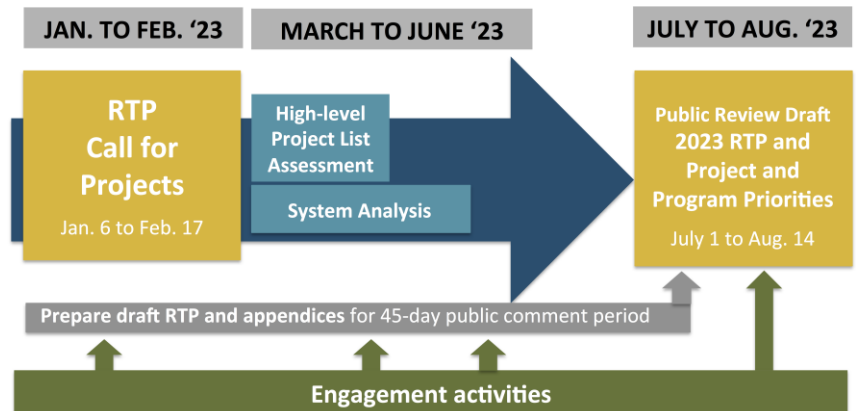 JAN. TO FEB. ‘23
MARCH TO JUNE ‘23
JULY TO AUG. ‘23
RTP
Call for
Projects
Jan. 6 to Feb. 17
High-level
Project List
Assessment
System Analysis
Public Review Draft
2023 RTP and
Project and
Program Priorities
July 1 to Aug. 14
Prepare draft RTP and appendices for 45-day public comment period
Engagement activities